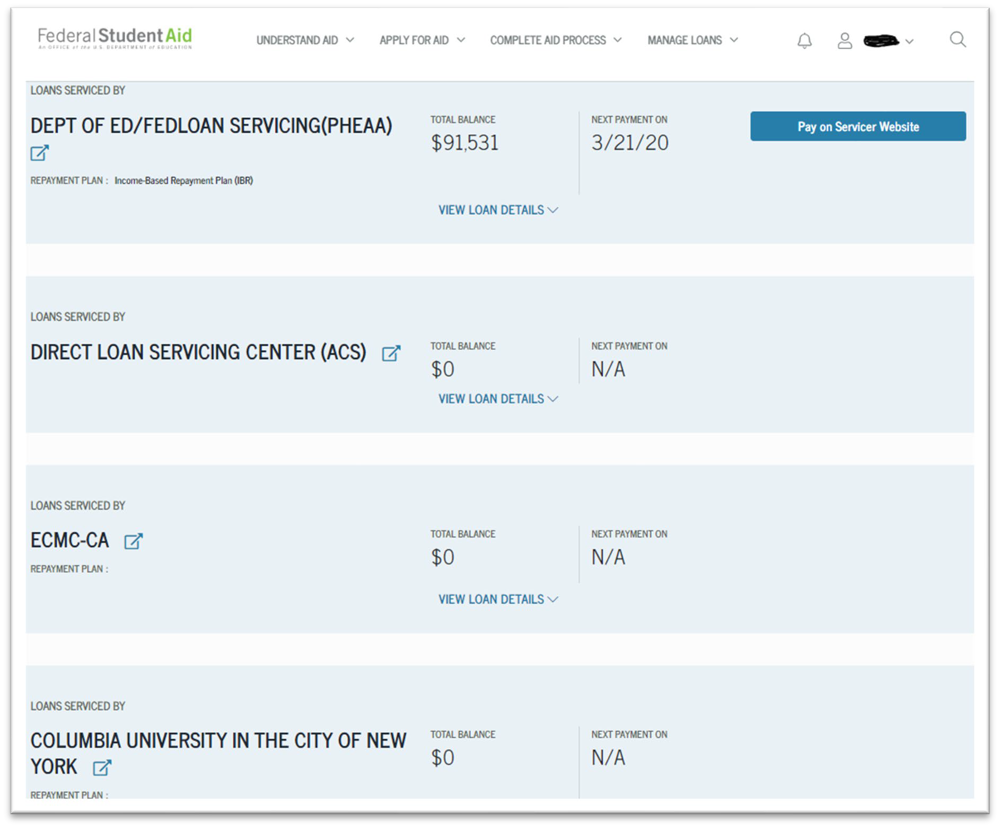 Federal Student Aid
An OFFICE of the U.S. DEPARTMENT of EDUCATION
UNDERSTAND AID
APPLY FOR AID
COMPLETE AID PROCESS
MANAGE LOANS
LOANS SERVICED BY
DEPT OF ED/FEDLOAN SERVICING(PHEAA)
REPAYMENT PLAN : Income-Based Repayment Plan (IBR)
TOTAL BALANCE
$91,531
NEXT PAYMENT ON
3/21/20
Pay on Servicer Website
VIEW LOAN DETAILS
LOANS SERVICED BY
DIRECT LOAN SERVICING CENTER (ACS)
TOTAL BALANCE
$0
NEXT PAYMENT ON
N/A
VIEW LOAN DETAILS
LOANS SERVICED BY
ECMC-CA
REPAYMENT PLAN :
TOTAL BALANCE
$0
NEXT PAYMENT ON
N/A
VIEW LOAN DETAILS
LOANS SERVICED BY
COLUMBIA UNIVERSITY IN THE CITY OF NEW
YORK
REPAYMENT PLAN :
TOTAL BALANCE
$0
NEXT PAYMENT ON
N/A